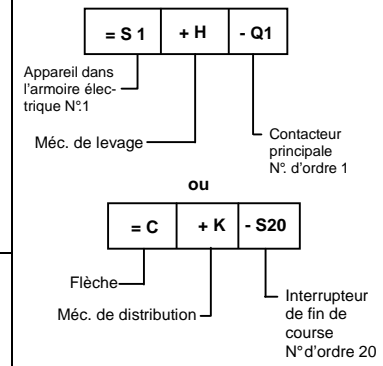 = S 1 + H - Q1
Appareil dans
l'armoire élec-
trique N°.1
Méc. de levage
Contacteur
principale
N°. d'ordre 1
ou
= C + K - S20
Flèche
Méc. de distribution
Interrupteur
de fin de
course
N° d'ordre 20